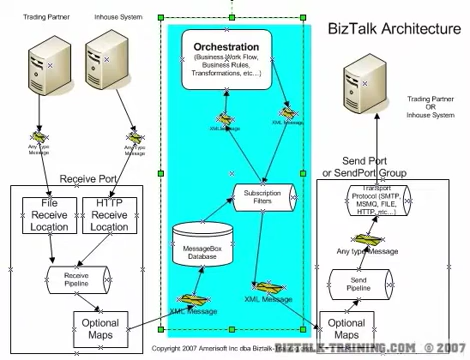 Trading Partner
Inhouse System
BizTalk Architecture
Orchestration
(Business Work Flow,
Business Rules,
Transformations, etc...)
Trading Partner
OR
Inhouse System
XML Message
XML Message
Any Type
Message
Any Type
Message
Receive Port
Send Port
or SendPort Group
File
Receive
Location
HTTP
Receive
Location
Subscription
Filters
Transport
Protocol (SMTP,
MSMQ, FILE,
HTTP, etc...)
MessageBox
Database
Any type Message
Receive
Pipeline
Send
Pipeline
XML Message
XML Message
Optional
Maps
Optional
Maps
Copyright 2007 Amerisoft Inc dba Biztalk-
BIZTALK-TRAINING.COM ® 2007